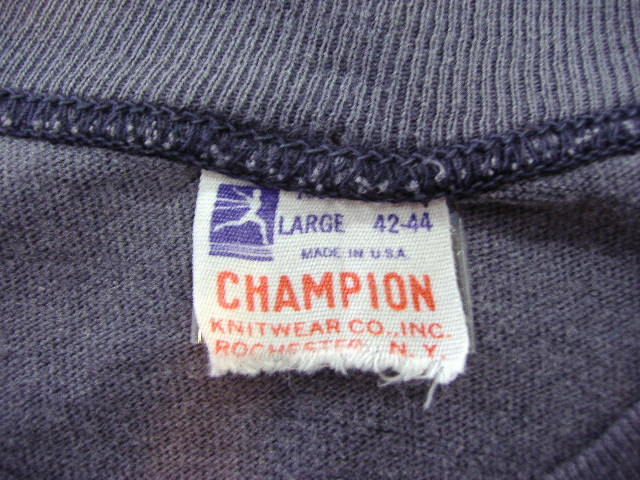 LARGE 42-44
MADE IN U.S.A.
CHAMPION
KNITWEAR CO., INC.
ROCHESTER N.Y.